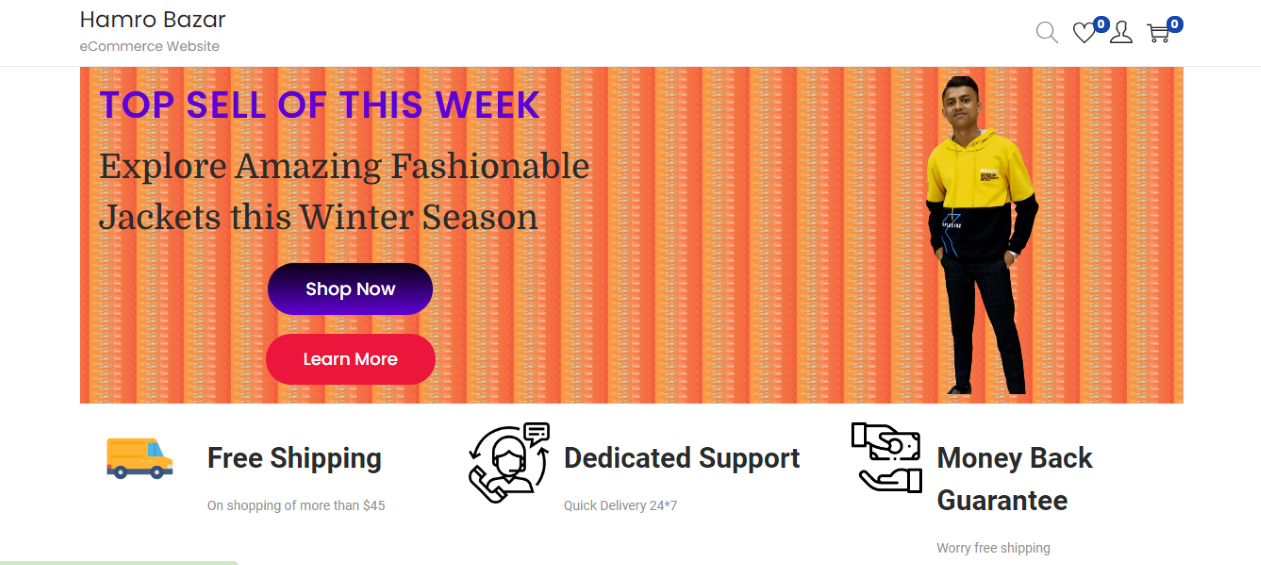 Hamro Bazar
eCommerce Website
0
0
TOP SELL OF THIS WEEK
Explore Amazing Fashionable
Jackets this Winter Season
Shop Now
Learn More
Free Shipping
On shopping of more than $45
Dedicated Support
Quick Delivery 24*7
Money Back
Guarantee
Worry free shipping